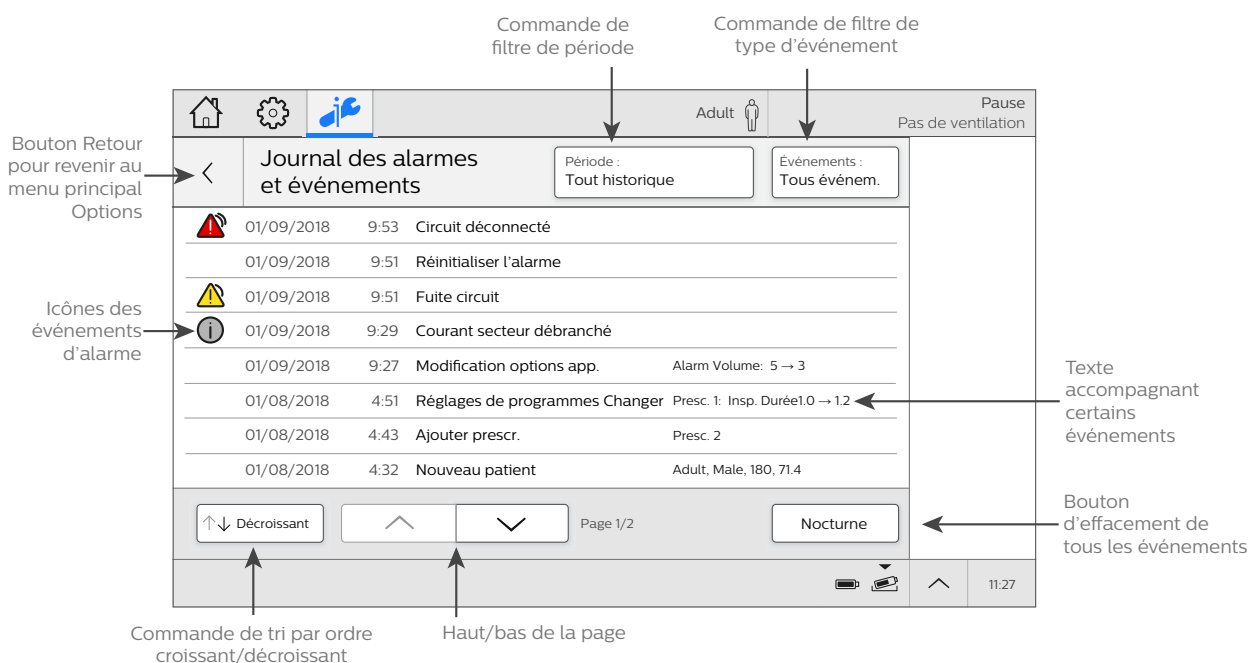 Commande de
filtre de période
Commande de filtre de
type d'événement
Adult
Pause
Pas de ventilation
Bouton Retour
pour revenir au
menu principal
Options
Journal des alarmes
et événements
Période :
Tout historique
Événements :
Tous événem.
01/09/2018 9:53 Circuit déconnecté
01/09/2018 9:51 Réinitialiser l'alarme
01/09/2018 9:51 Fuite circuit
Icônes des
événements
d'alarme
01/09/2018 9:29 Courant secteur débranché
01/09/2018 9:27 Modification options app. Alarm Volume: 5 → 3
01/08/2018 4:51 Réglages de programmes Changer Presc. 1: Insp. Durée1.0 → 1.2
Texte
accompagnant
certains
événements
01/08/2018 4:43 Ajouter prescr. Presc. 2
01/08/2018 4:32 Nouveau patient Adult, Male, 180, 71.4
Décroissant
Page 1/2
Nocturne
Bouton
d'effacement de
tous les événements
11:27
Commande de tri par ordre
croissant/décroissant
Haut/bas de la page